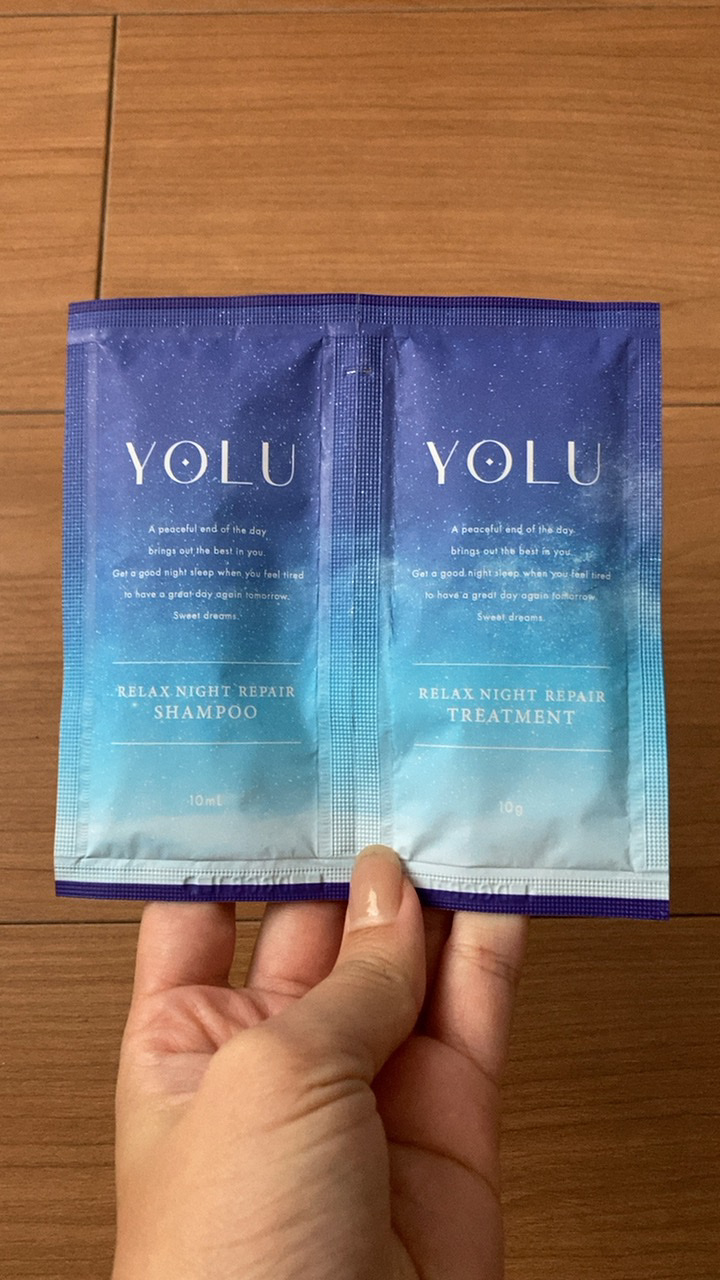 YOLU
A peaceful end of the day
brings out the best in you.
Get a good night sleep when you feel tired
to have a great day again tomorrow.
Sweet dreams.
RELAX NIGHT REPAIR
SHAMPOO
10mL
YOLU
A peaceful end of the day
brings out the best in you.
Get a good night sleep when you feel tired
to have a great day again tomorrow.
Sweet dreams.
RELAX NIGHT REPAIR
TREATMENT
10g